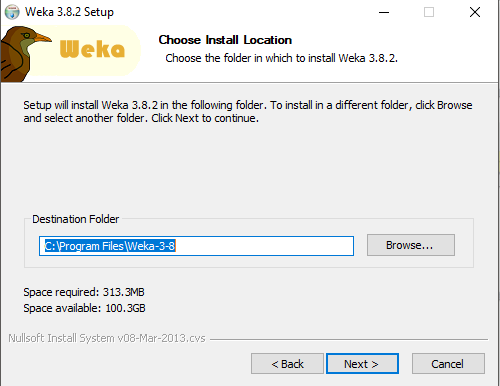 Weka 3.8.2 Setup
Weka
Choose Install Location
Choose the folder in which to install Weka 3.8.2.
Setup will install Weka 3.8.2 in the following folder. To install in a different folder, click Browse
and select another folder. Click Next to continue.
Destination Folder
C:\Program Files\Weka-3-8
Browse...
Space required: 313.3MB
Space available: 100.3GB
Nullsoft Install System v08-Mar-2013.cvs
< Back
Next >
Cancel